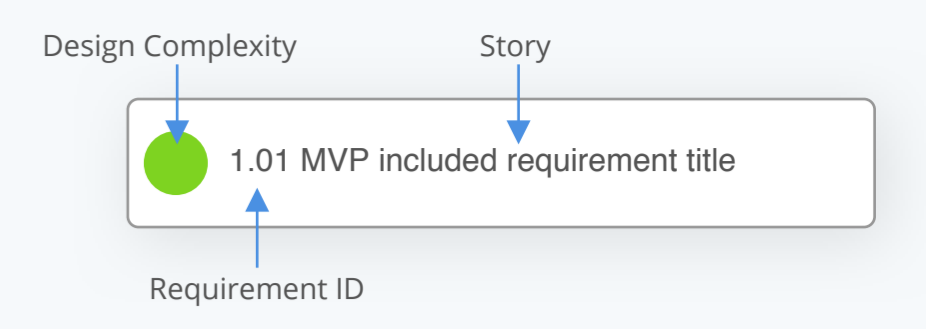 Design Complexity Story
1.01 MVP included requirement title
Requirement ID